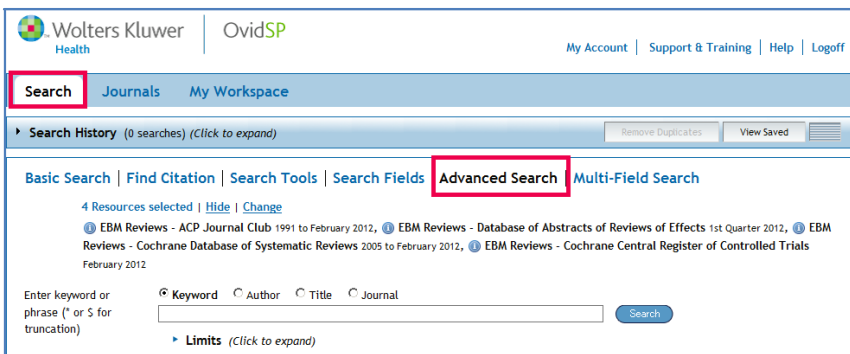 Wolters Kluwer | OvidSP
Health
My Account | Support & Training | Help | Logoff
Search Journals My Workspace
Search History (0 searches) (Click to expand) Remove Duplicates View Saved
Basic Search | Find Citation | Search Tools | Search Fields | Advanced Search | Multi-Field Search
4 Resources selected | Hide | Change
EBM Reviews - ACP Journal Club 1991 to February 2012, EBM Reviews - Database of Abstracts of Reviews of Effects 1st Quarter 2012, EBM
Reviews - Cochrane Database of Systematic Reviews 2005 to February 2012, EBM Reviews - Cochrane Central Register of Controlled Trials
February 2012
Enter keyword or
phrase (* or $ for
truncation)
Keyword Author Title Journal
Search
Limits (Click to expand)